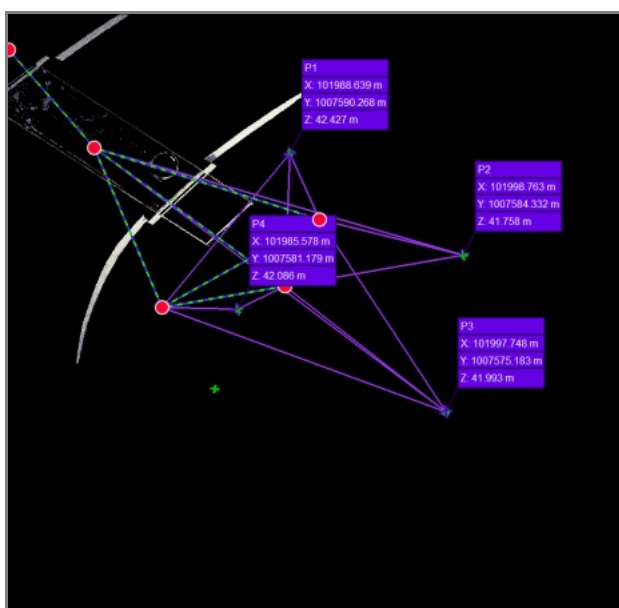 P1
X: 101988.639 m
Y: 1007590.268 m
Z: 42.427 m
P2
X: 101998.763 m
Y: 1007584.332 m
Z: 41.758 m
P4
X: 101985.578 m
Y: 1007581.179 m
Z: 42.086 m
P3
X: 101997.748 m
Y: 1007575.183 m
Z: 41.993 m